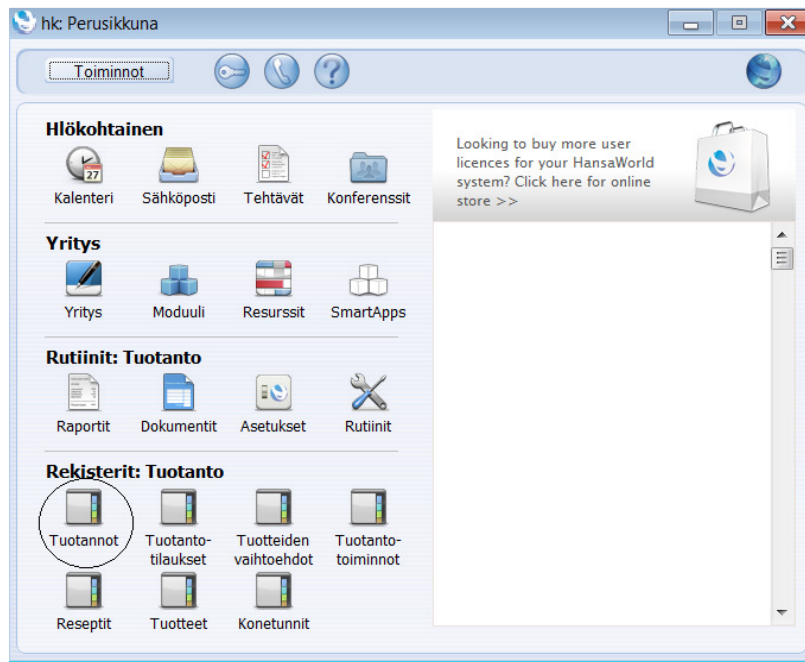 hk: Perusikkuna
Toiminnot
Hlökohtainen
Kalenteri Sähköposti Tehtävät Konferenssit
Yritys
Yritys Moduuli Resurssit SmartApps
Rutiinit: Tuotanto
Raportit Dokumentit Asetukset Rutiinit
Rekisterit: Tuotanto
Tuotannot Tuotanto- Tuotteiden Tuotanto-
tilaukset vaihtoehdot toiminnot
Reseptit Tuotteet Konetunnit
Looking to buy more user
licences for your HansaWorld
system? Click here for online
store >>
27